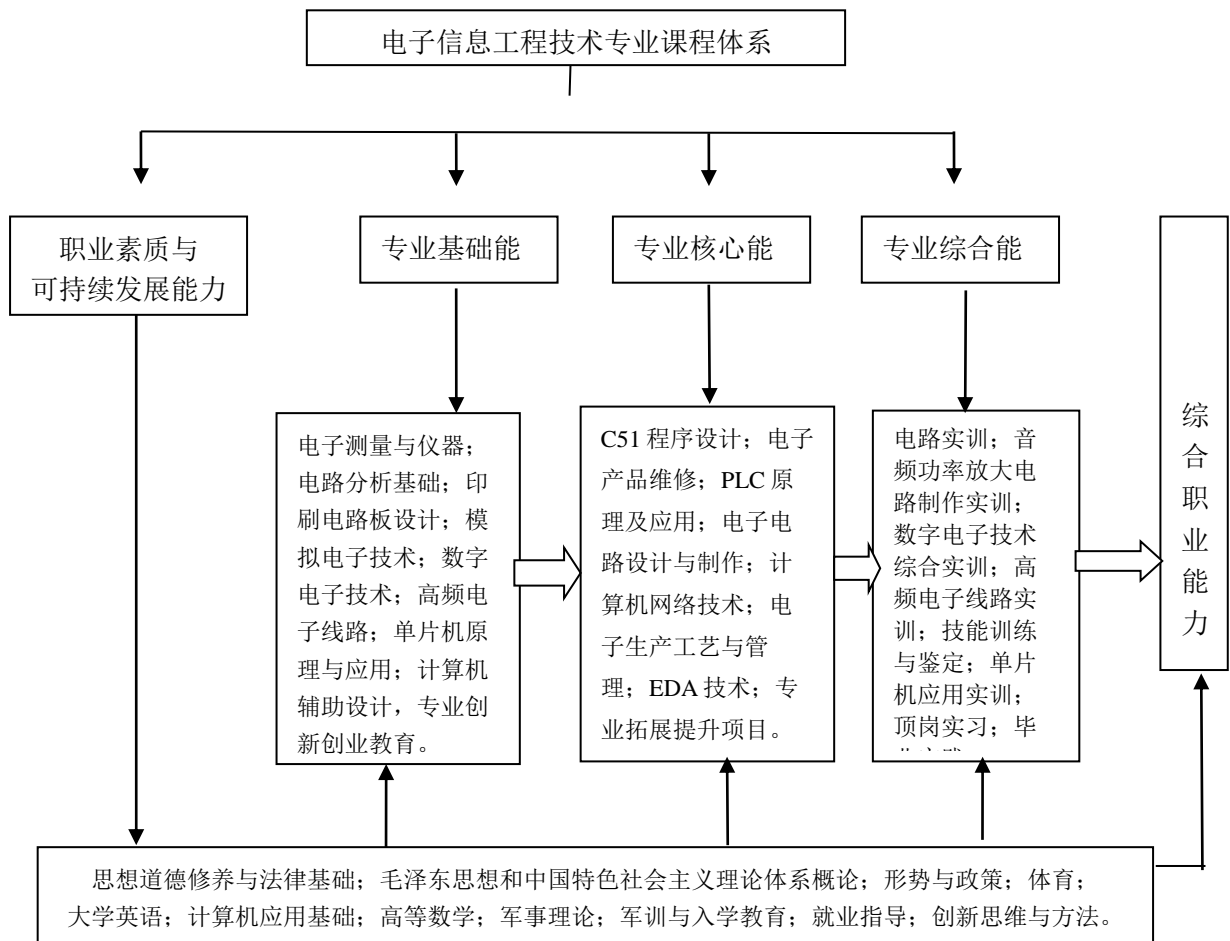 电子信息工程技术专业课程体系
职业素质与
可持续发展能力
专业基础能
专业核心能
专业综合能
电子测量与仪器；
电路分析基础；印
刷电路板设计；模
拟电子技术；数字
电子技术；高频电
子线路；单片机原
理与应用；计算机
辅助设计，专业创
新创业教育。
C51 程序设计；电子
产品维修；PLC 原
理及应用；电子电
路设计与制作；计
算机网络技术；电
子生产工艺与管
理；EDA 技术；专
业拓展提升项目。
电路实训；音
频功率放大电
路制作实训；
数字电子技术
综合实训；高
频电子线路实
训；技能训练
与鉴定；单片
机应用实训；
顶岗实习；毕
综
合
职
业
能
力
思想道德修养与法律基础；毛泽东思想和中国特色社会主义理论体系概论；形势与政策；体育；
大学英语；计算机应用基础；高等数学；军事理论；军训与入学教育；就业指导；创新思维与方法。